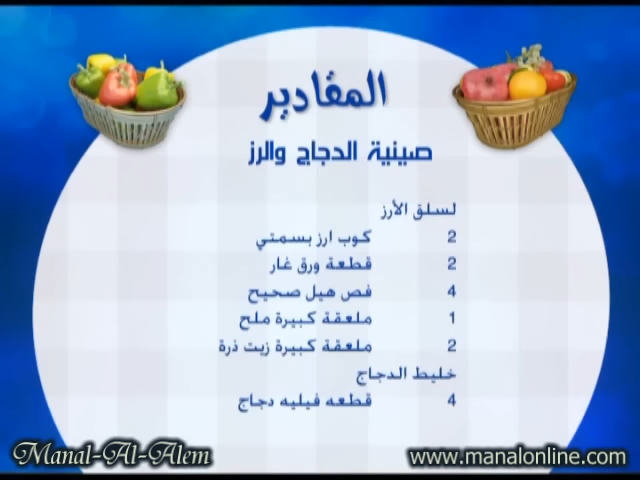 المقادير
صينية الدجاج والرز
لسلق الأرز
2 كوب ارز بسمتي
2 قطعة ورق غار
4 فص هيل صحيح
1 ملعقة كبيرة ملح
2 ملعقة كبيرة زيت ذرة
خليط الدجاج
4 قطعه فيليه دجاج
Manal-Al-Alem
www.manalonline.com